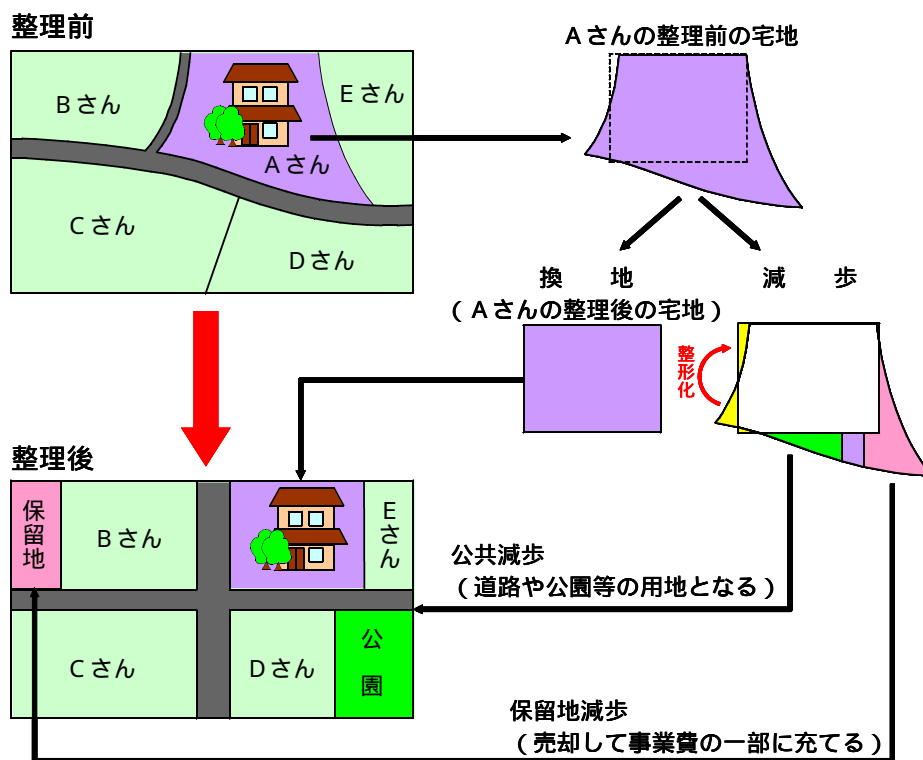 整理前
Bさん
Eさん
Aさん
Cさん
Dさん
Aさんの整理前の宅地
換 地
(Aさんの整理後の宅地)
減 歩
整形化
整理後
保留地
Bさん
Eさん
Cさん
Dさん
公園
公共減歩
(道路や公園等の用地となる)
保留地減歩
(売却して事業費の一部に充てる)